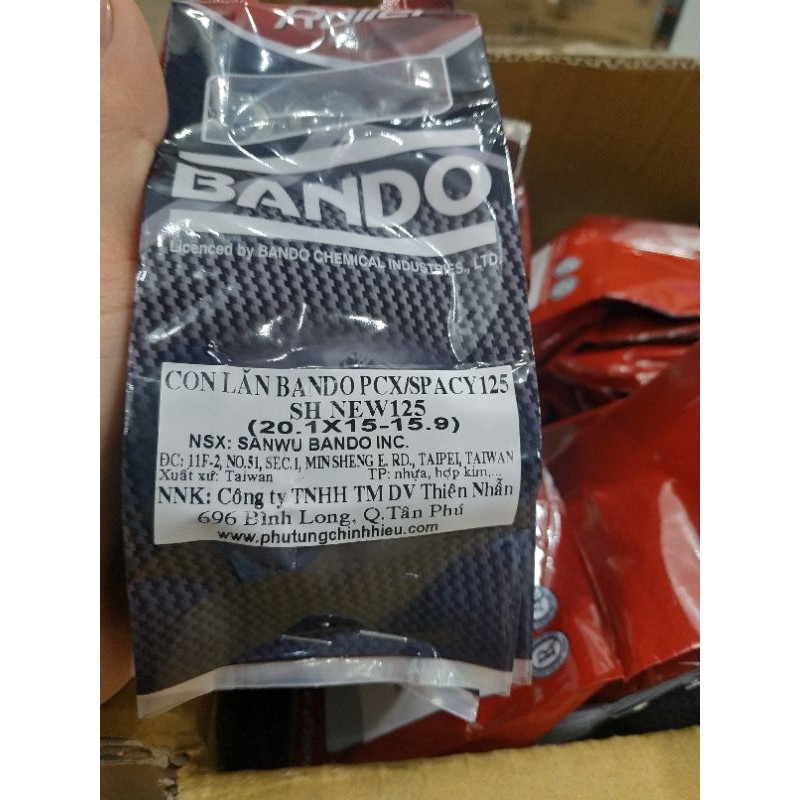 Roller
BANDO
Licenced by BANDO CHEMICAL INDUSTRIES., LTD.
CON LĂN BANDO PCX/SPACY125
SH NEW125
(20.1X15-15.9)
NSX: SANWU BANDO INC.
ĐC: 11F-2, NO.51, SEC.1, MIN SHENG E. RD., TAIPEI, TAIWAN
Xuất xứ: Taiwan TP: nhựa, hợp kim,...
NNK: Công ty TNHH TM DV Thiên Nhẫn
696 Bình Long, Q.Tân Phú
www.phutungchinhhieu.com